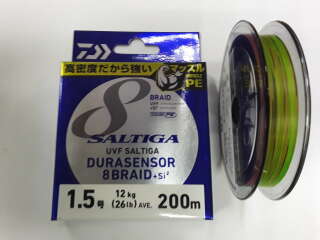 DAIWA
高密度だから強い
PE
8
BRAID
UVF
SALTIGA
UVF SALTIGA
DURASENSOR
8BRAID+Si²
1.5号 12kg (26lb) AVE. 200m